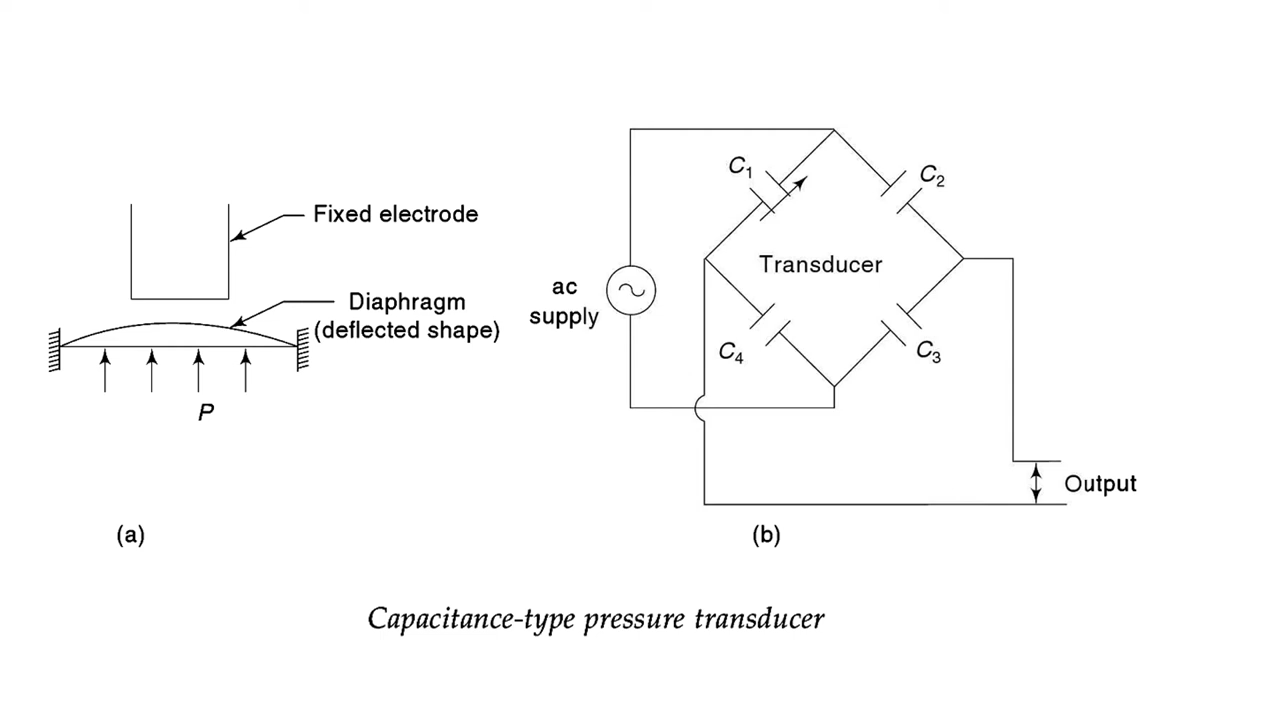 Fixed electrode
Diaphragm
(deflected shape)
P
(a)
C1
C2
ac
supply
Transducer
C4
C3
Output
(b)
Capacitance-type pressure transducer